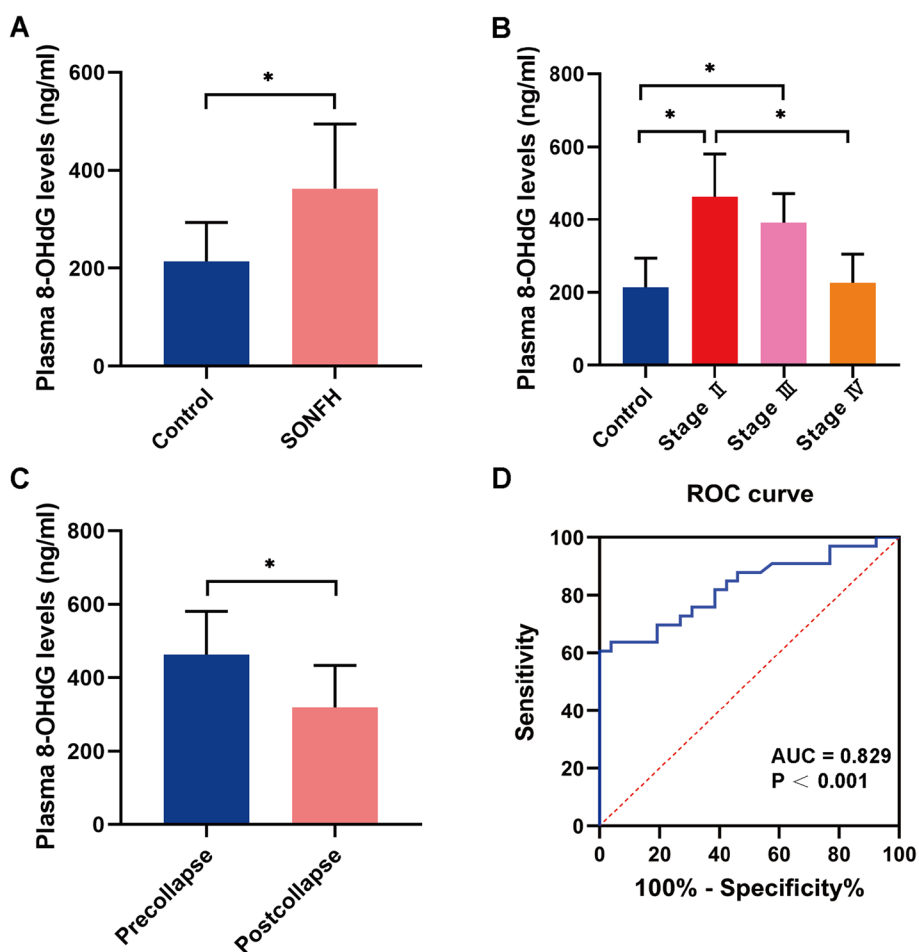 A
Plasma 8-OHdG levels (ng/ml)
600
400
200
0
*
Control
SONFH
B
Plasma 8-OHdG levels (ng/ml)
800
600
400
200
0
*
*
*
Control
Stage Ⅱ
Stage Ⅲ
Stage Ⅳ
C
Plasma 8-OHdG levels (ng/ml)
800
600
400
200
0
*
Precollapse
Postcollapse
D
ROC curve
Sensitivity
100
80
60
40
20
0
AUC = 0.829
P < 0.001
0 20 40 60 80 100
100% - Specificity%